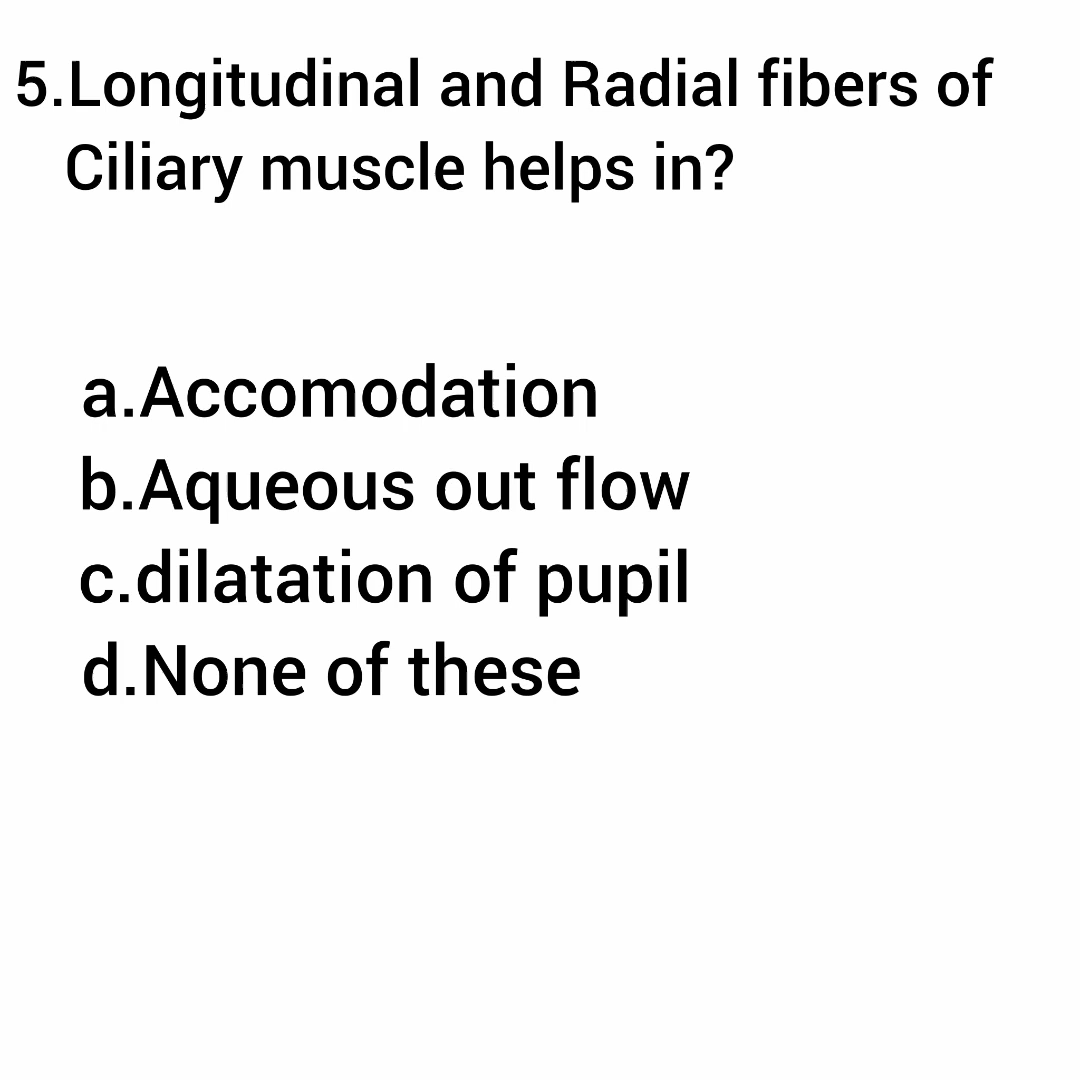 5.Longitudinal and Radial fibers of
Ciliary muscle helps in?
a.Accomodation
b.Aqueous out flow
c.dilatation of pupil
d.None of these